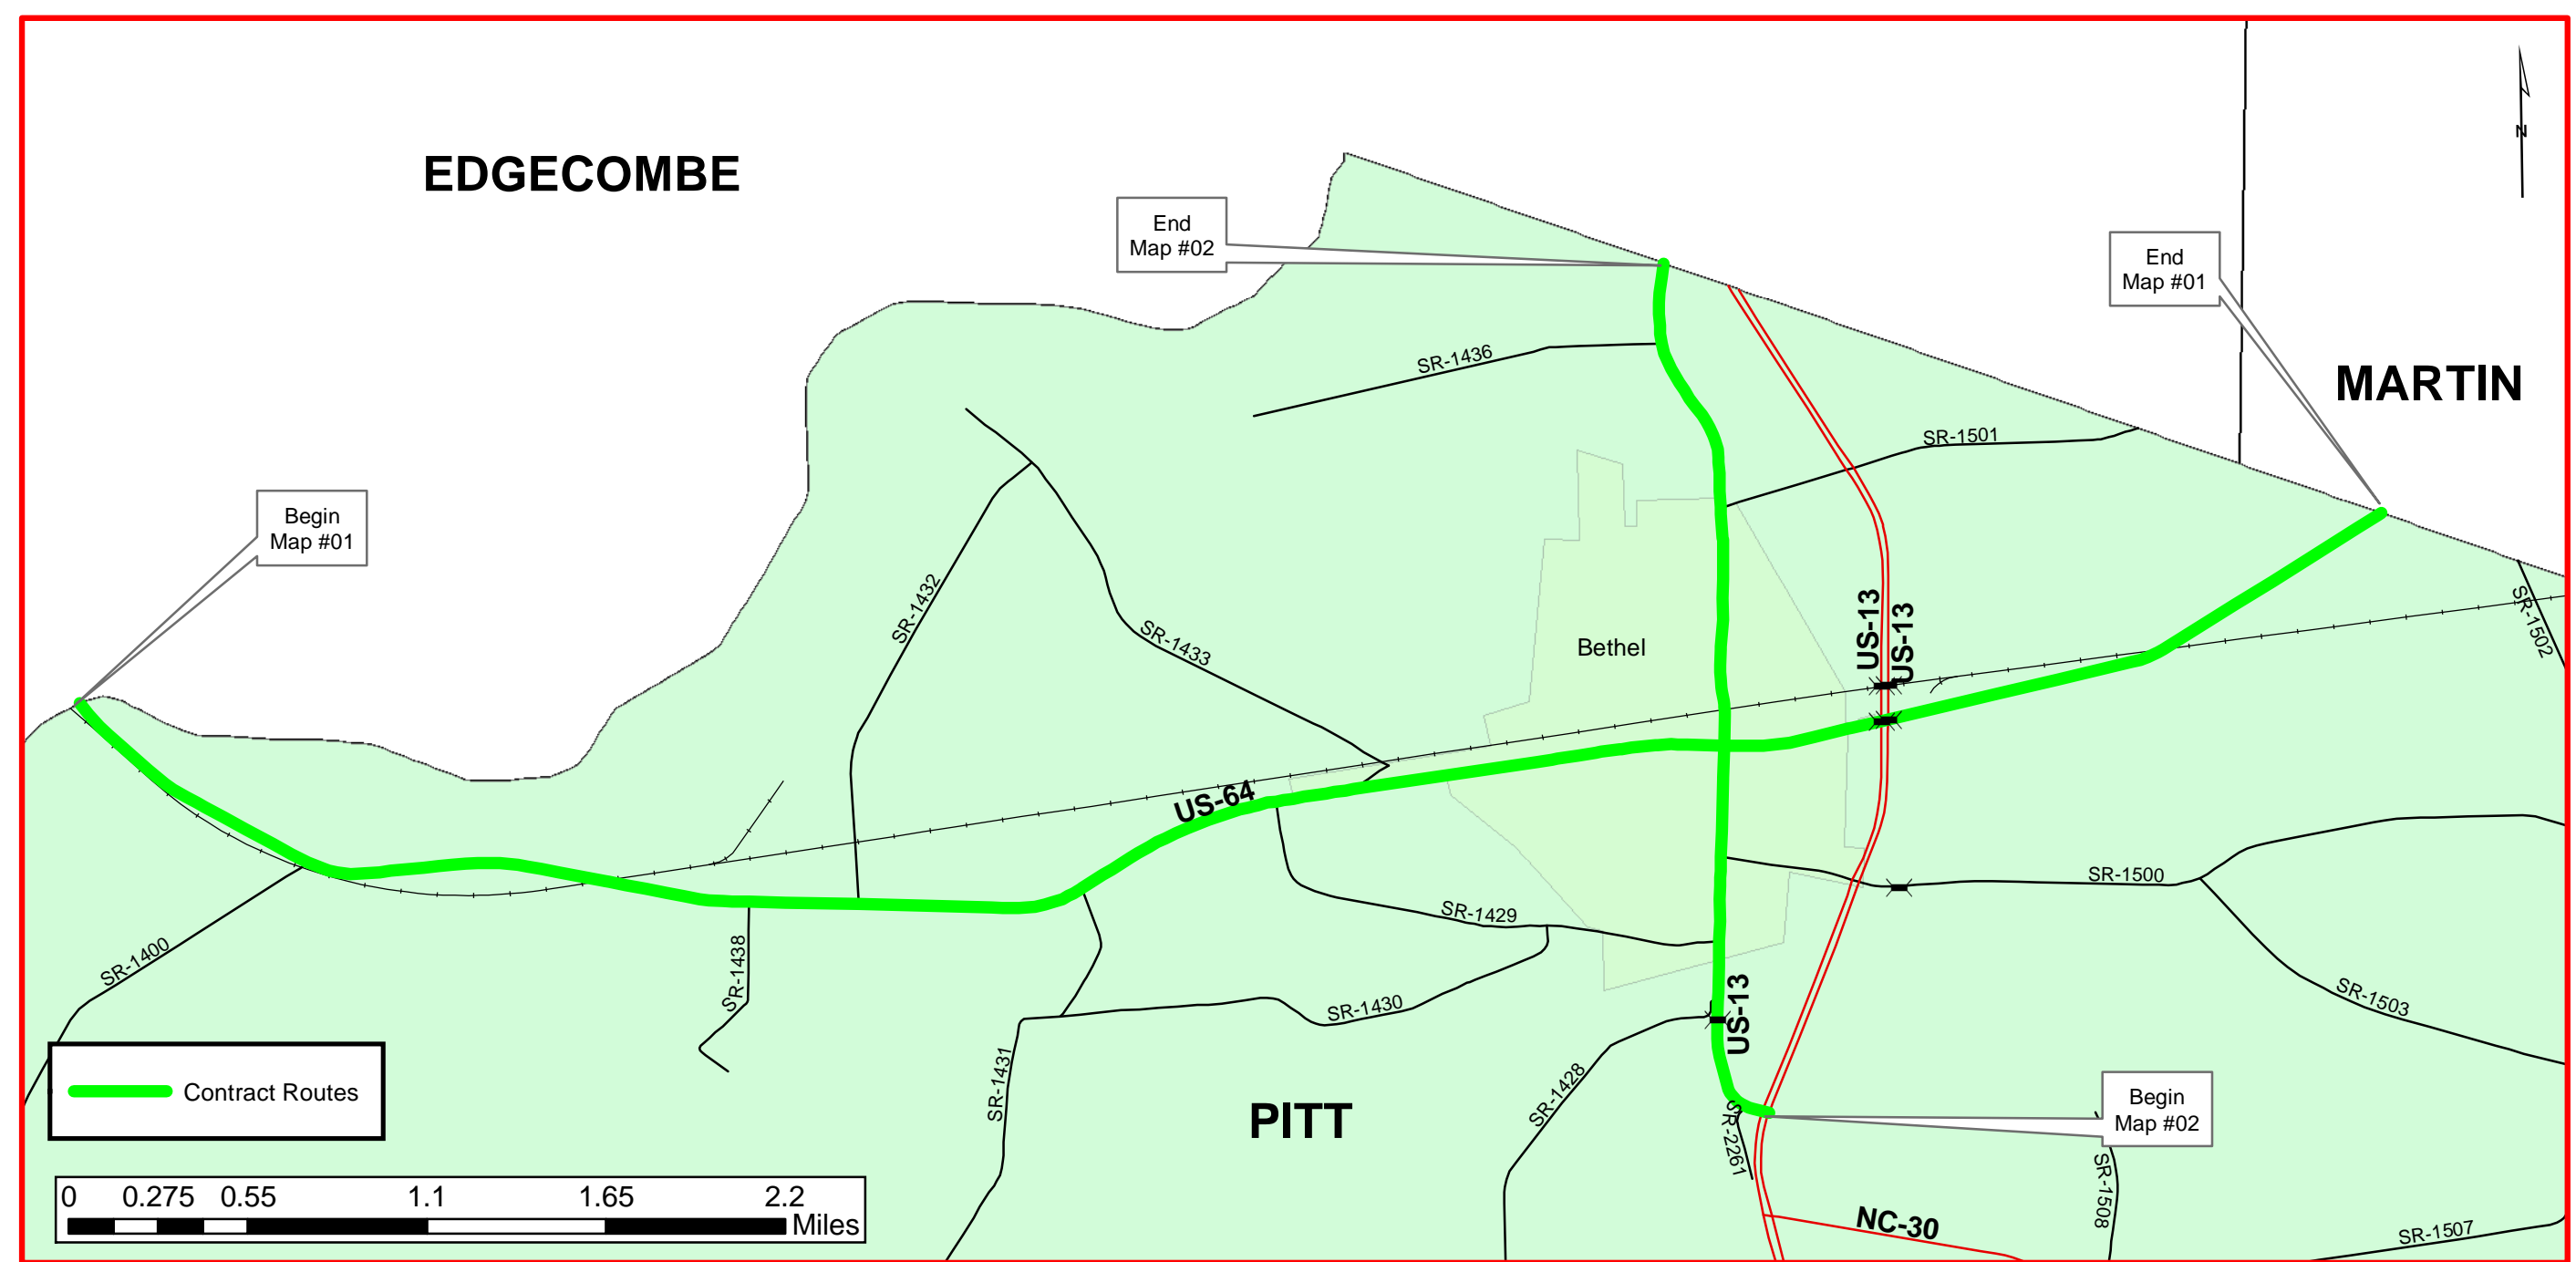 N
EDGECOMBE
End
Map #02
End
Map #01
MARTIN
SR-1436
SR-1501
Begin
Map #01
SR-1432
SR-1433
Bethel
US-13
US-13
SR-1502
US-64
SR-1500
SR-1429
SR-1400
SR-1438
SR-1430
US-13
SR-1503
SR-1431
SR-1428
Contract Routes
PITT
SR-2261
Begin
Map #02
SR-1508
NC-30
SR-1507
0 0.275 0.55 1.1 1.65 2.2
Miles